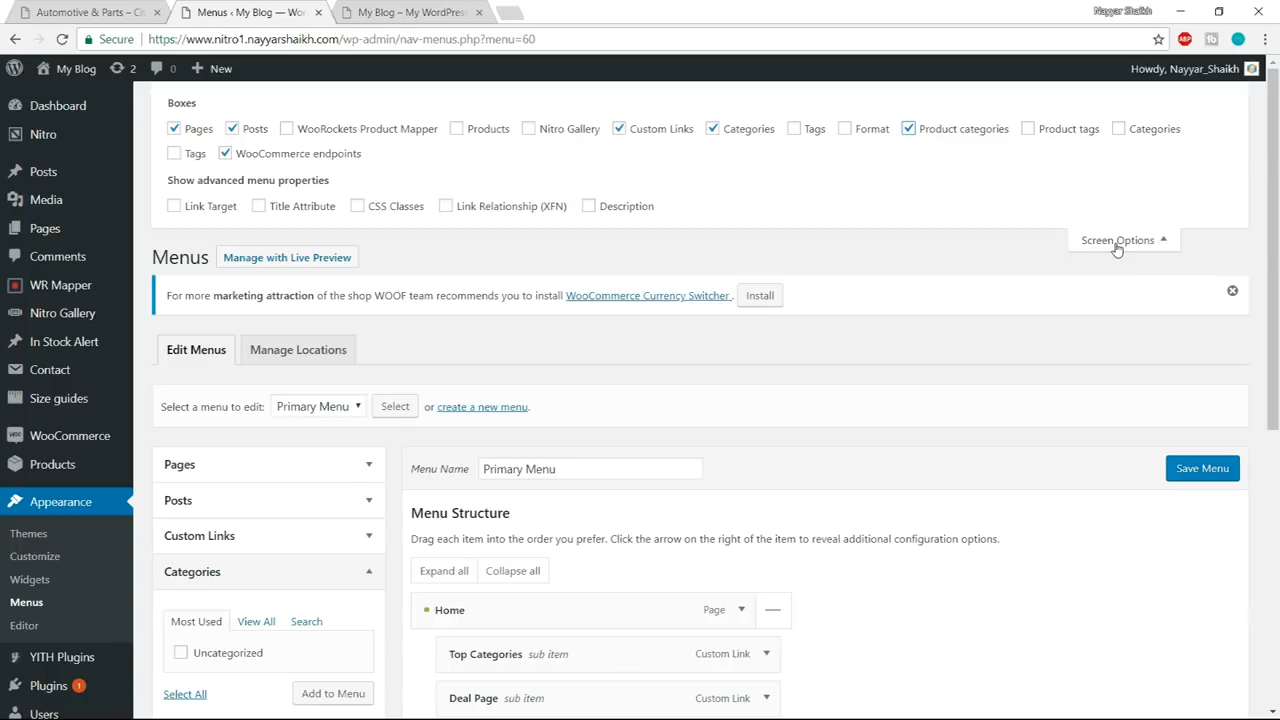 Automotive & Parts – Cit
Menus ‹ My Blog — Wor
My Blog – My WordPress
Nayyar Shaikh
Secure
https://www.nitro1.nayyarshaikh.com/wp-admin/nav-menus.php?menu=60
ABP
tb
My Blog
2
0
New
Howdy, Nayyar_Shaikh
Dashboard
Nitro
Posts
Media
Pages
Comments
WR Mapper
Nitro Gallery
In Stock Alert
Contact
Size guides
WooCommerce
Products
Appearance
Themes
Customize
Widgets
Menus
Editor
YITH Plugins
Plugins 1
Users
Boxes
Pages Posts WooRockets Product Mapper Products Nitro Gallery Custom Links Categories Tags Format Product categories Product tags Categories
Tags WooCommerce endpoints
Show advanced menu properties
Link Target Title Attribute CSS Classes Link Relationship (XFN) Description
Screen Options
Menus Manage with Live Preview
For more marketing attraction of the shop WOOF team recommends you to install WooCommerce Currency Switcher . Install
Edit Menus Manage Locations
Select a menu to edit: Primary Menu Select or create a new menu.
Pages
Posts
Custom Links
Categories
Most Used View All Search
Uncategorized
Select All Add to Menu
Menu Name Primary Menu Save Menu
Menu Structure
Drag each item into the order you prefer. Click the arrow on the right of the item to reveal additional configuration options.
Expand all Collapse all
Home Page
Top Categories sub item Custom Link
Deal Page sub item Custom Link